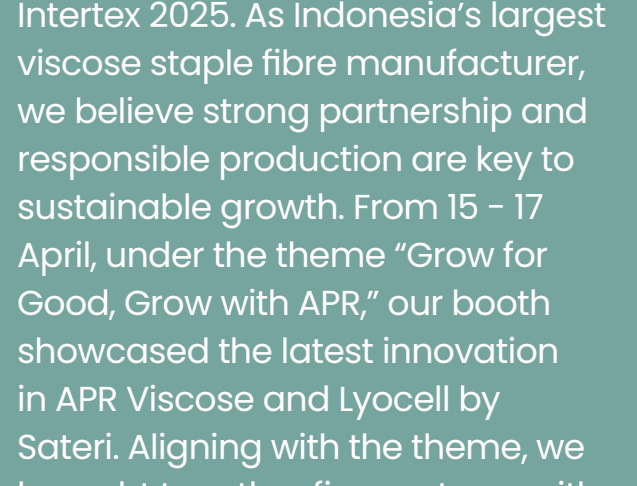 Intertex 2025. As Indonesia’s largest
viscose staple fibre manufacturer,
we believe strong partnership and
responsible production are key to
sustainable growth. From 15 - 17
April, under the theme “Grow for
Good, Grow with APR,” our booth
showcased the latest innovation
in APR Viscose and Lyocell by
Sateri. Aligning with the theme, we